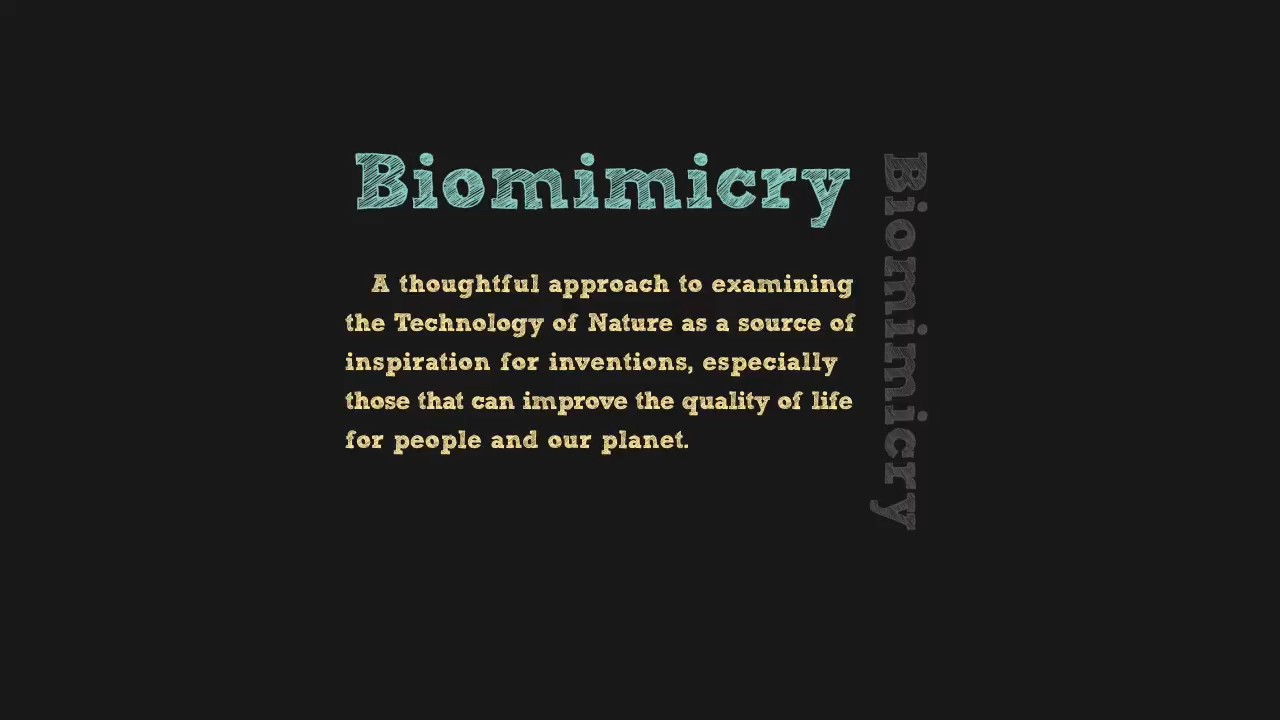 Biomimicry
A thoughtful approach to examining
the Technology of Nature as a source of
inspiration for inventions, especially
those that can improve the quality of life
for people and our planet.
Biomimicry